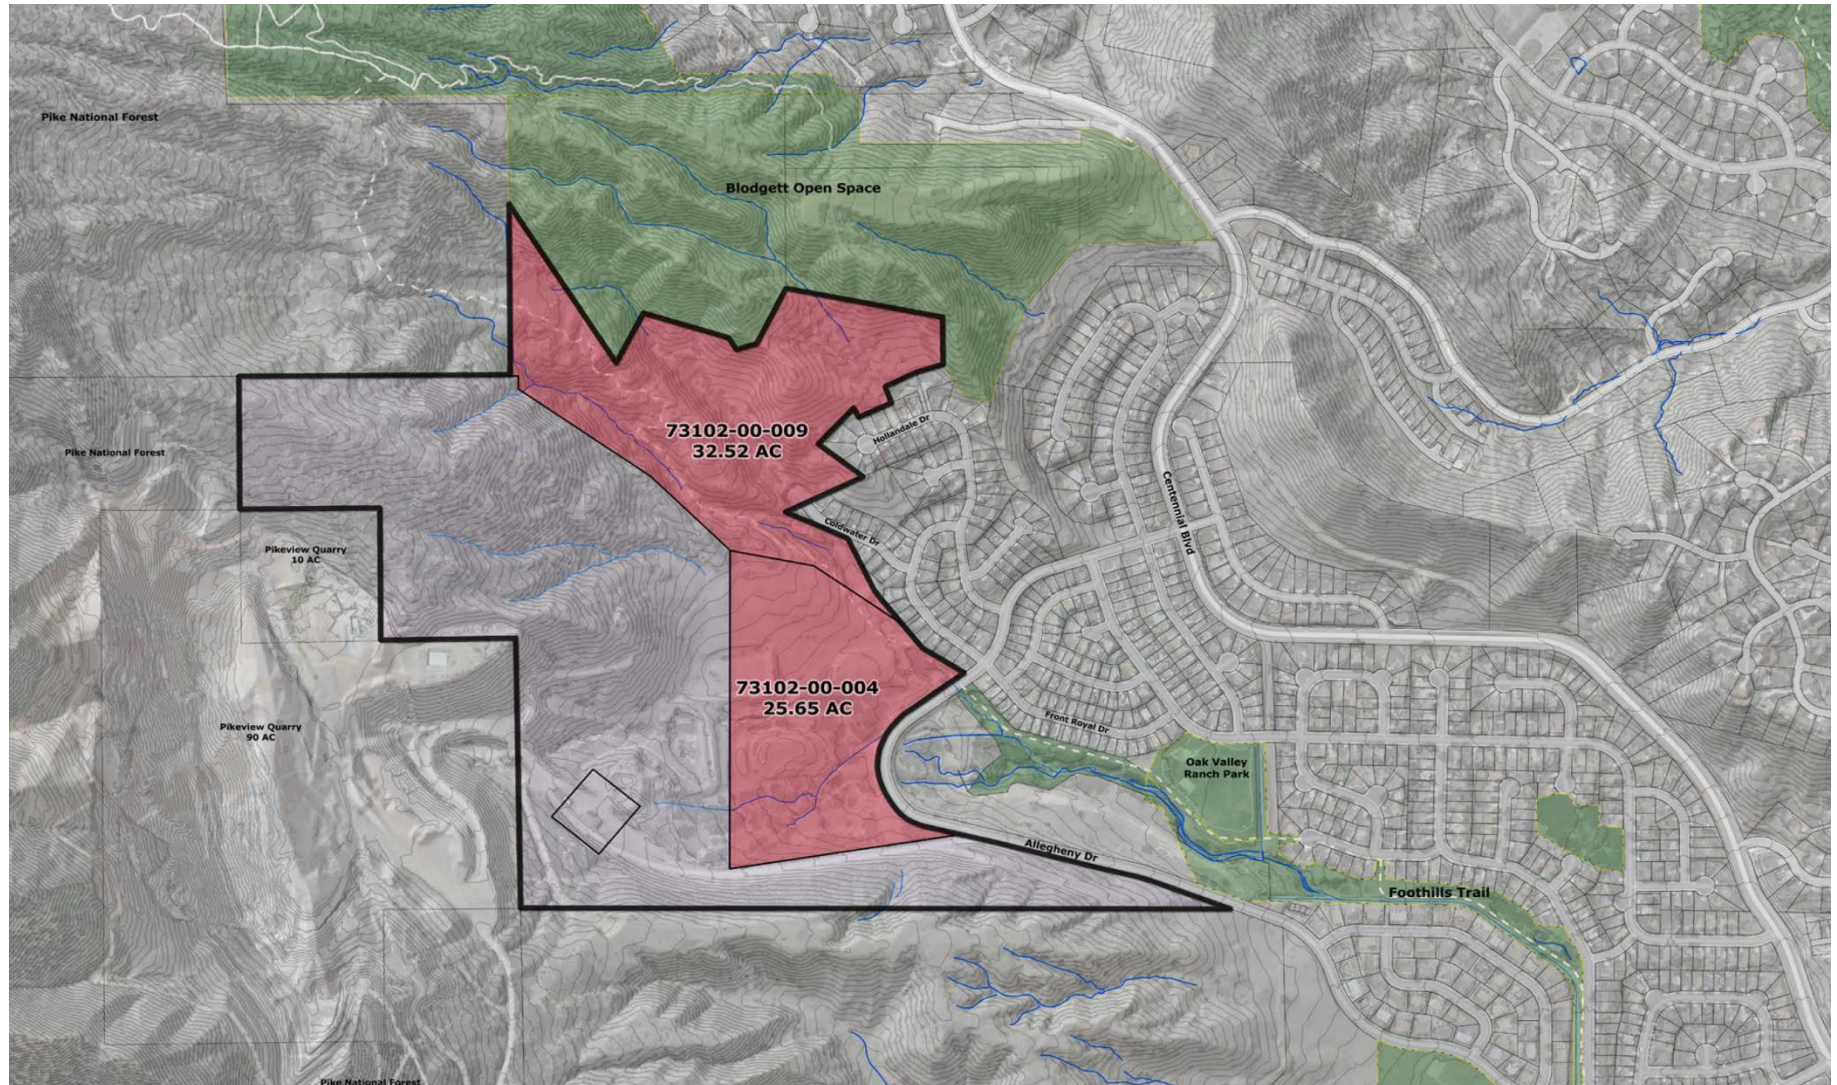 Pike National Forest
Blodgett Open Space
73102-00-009
32.52 AC
Hollandale Dr
Pike National Forest
Centennial Blvd
Coldwater Dr
Pikeview Quarry
10 AC
73102-00-004
25.65 AC
Front Royal Dr
Pikeview Quarry
90 AC
Oak Valley
Ranch Park
Allegheny Dr
Foothills Trail
Pike National Forest